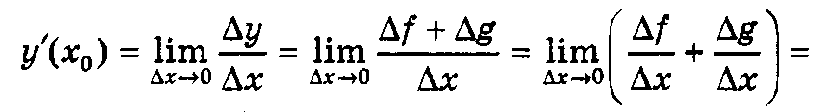 y′(x₀) = lim_{Δx→0} Δy/Δx = lim_{Δx→0} (Δf + Δg)/Δx = lim_{Δx→0} (Δf/Δx + Δg/Δx) =